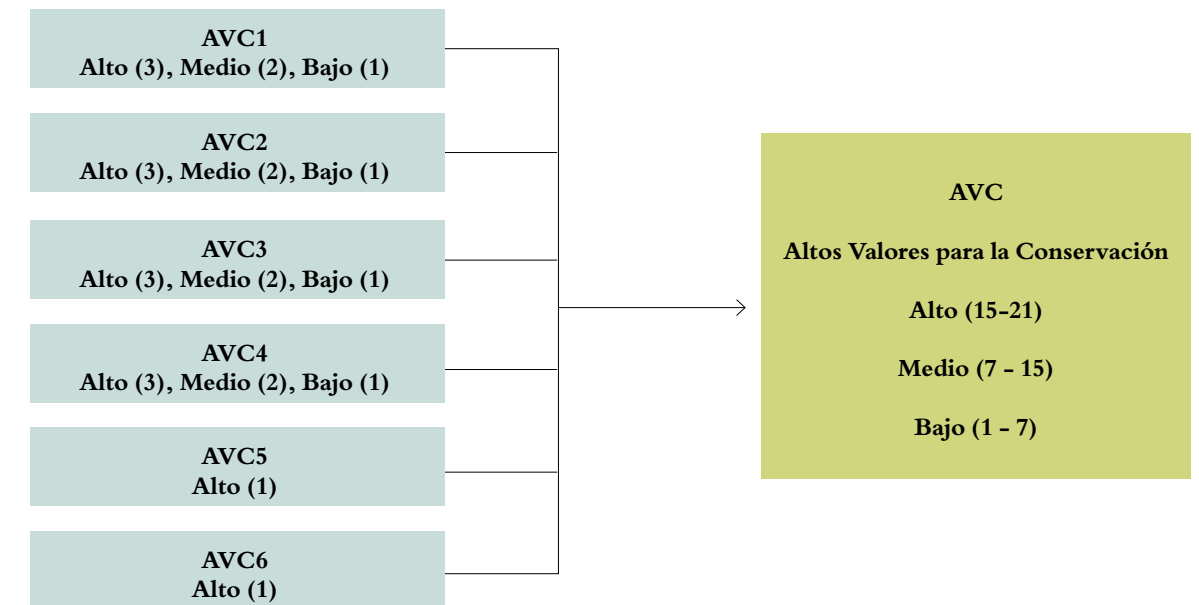 AVC1
Alto (3), Medio (2), Bajo (1)
AVC2
Alto (3), Medio (2), Bajo (1)
AVC3
Alto (3), Medio (2), Bajo (1)
AVC4
Alto (3), Medio (2), Bajo (1)
AVC5
Alto (1)
AVC6
Alto (1)
AVC
Altos Valores para la Conservación
Alto (15-21)
Medio (7 - 15)
Bajo (1 - 7)